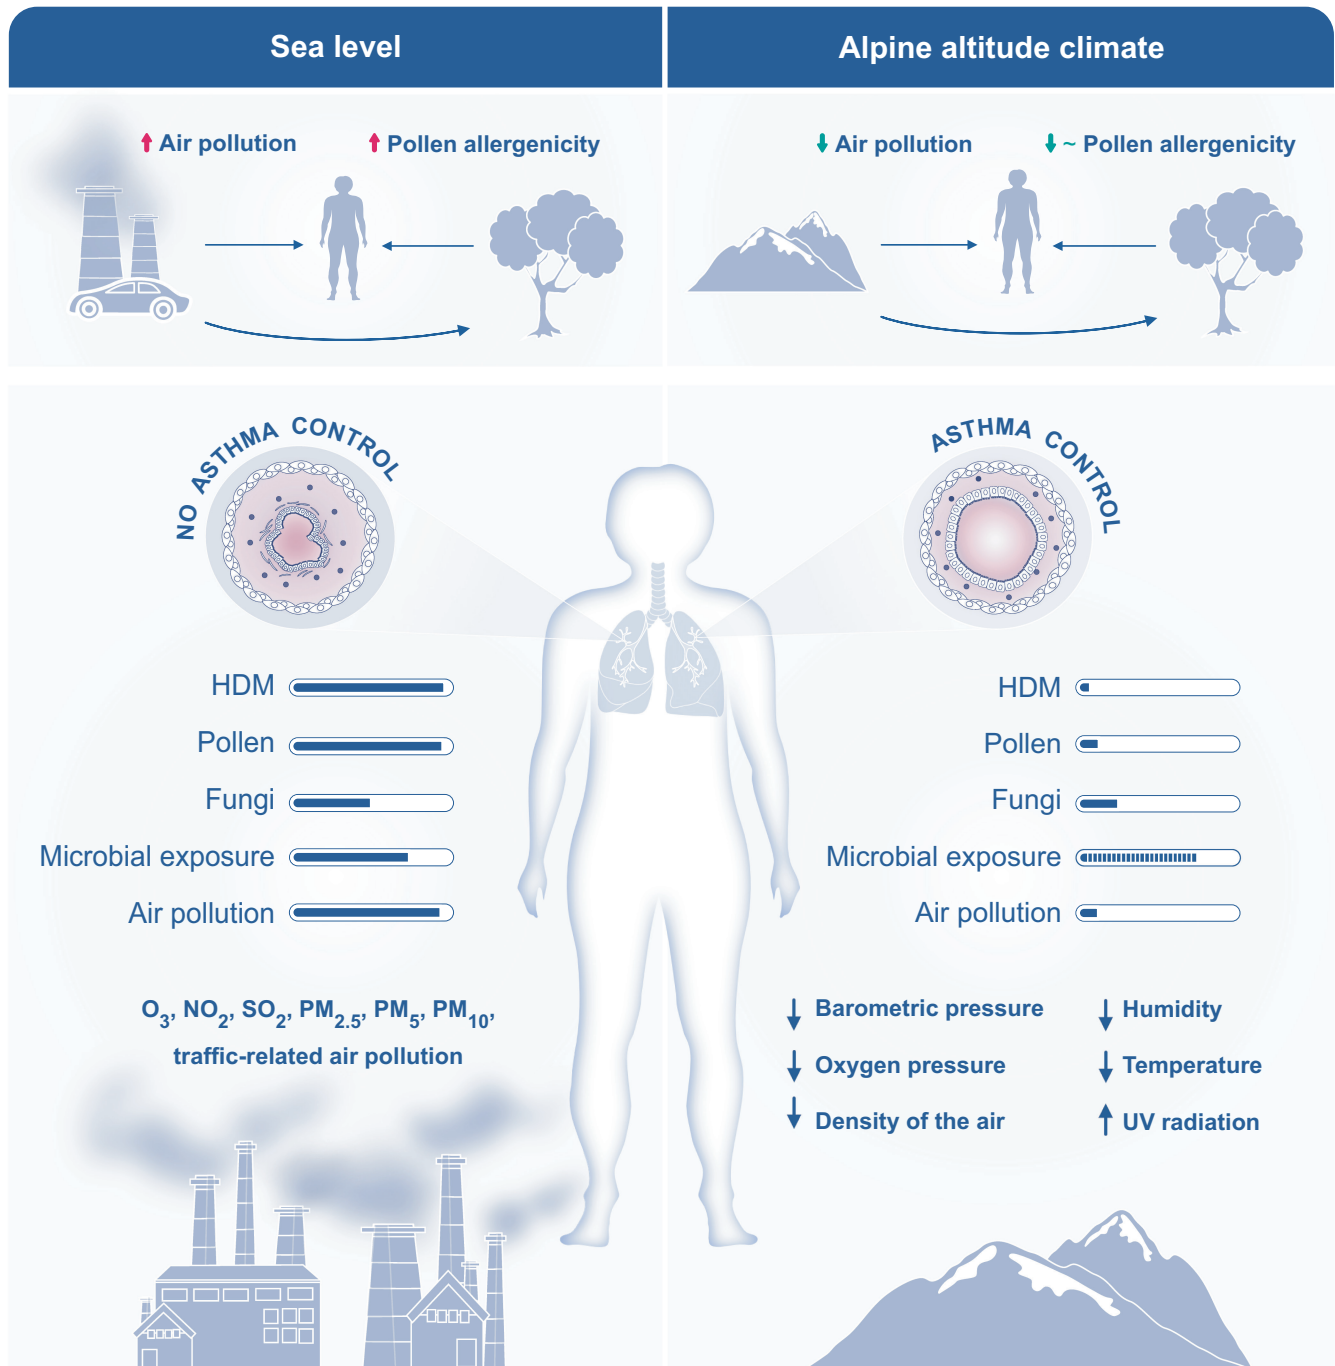 Sea level
Alpine altitude climate
↑ Air pollution
↑ Pollen allergenicity
↓ Air pollution
↓ ~ Pollen allergenicity
NO ASTHMA CONTROL
ASTHMA CONTROL
HDM
Pollen
Fungi
Microbial exposure
Air pollution
HDM
Pollen
Fungi
Microbial exposure
Air pollution
O₃, NO₂, SO₂, PM₂.₅, PM₅, PM₁₀,
traffic-related air pollution
↓ Barometric pressure
↓ Humidity
↓ Oxygen pressure
↓ Temperature
↓ Density of the air
↑ UV radiation